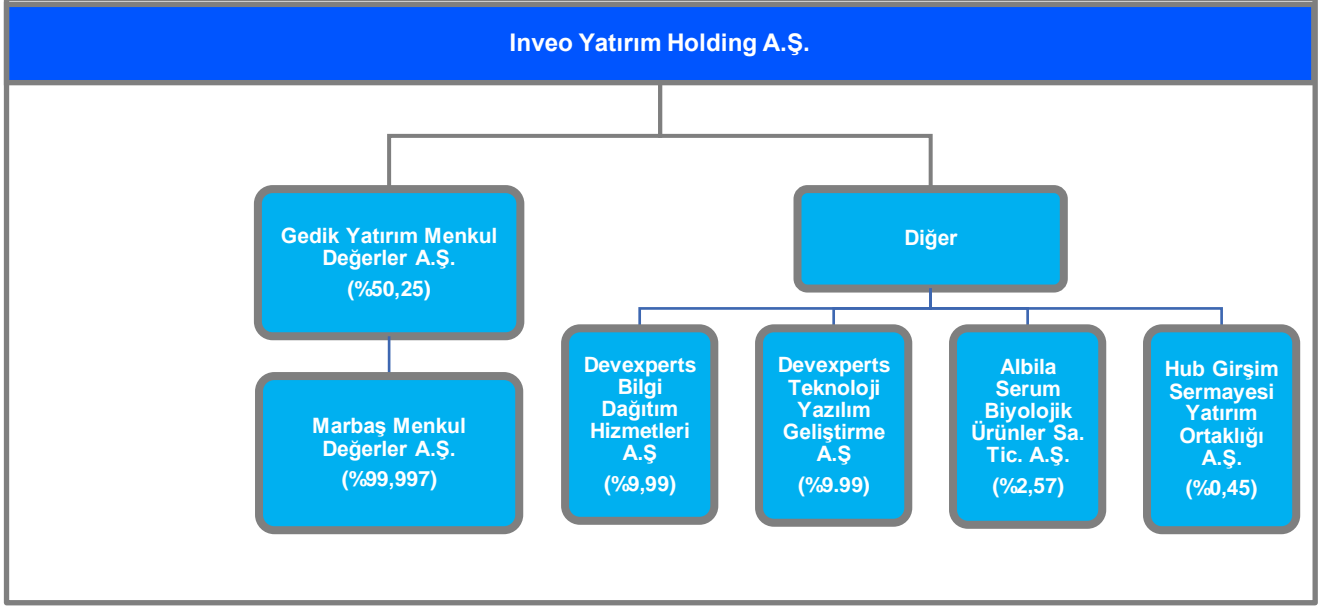 Inveo Yatırım Holding A.Ş.
Gedik Yatırım Menkul
Değerler A.Ş.
(%50,25)
Diğer
Marbaş Menkul
Değerler A.Ş.
(%99,997)
Devexperts
Bilgi
Dağıtım
Hizmetleri
A.Ş
(%9,99)
Devexperts
Teknoloji
Yazılım
Geliştirme
A.Ş
(%9.99)
Albila
Serum
Biyolojik
Ürünler Sa.
Tic. A.Ş.
(%2,57)
Hub Girşim
Sermayesi
Yatırım
Ortaklığı
A.Ş.
(%0,45)